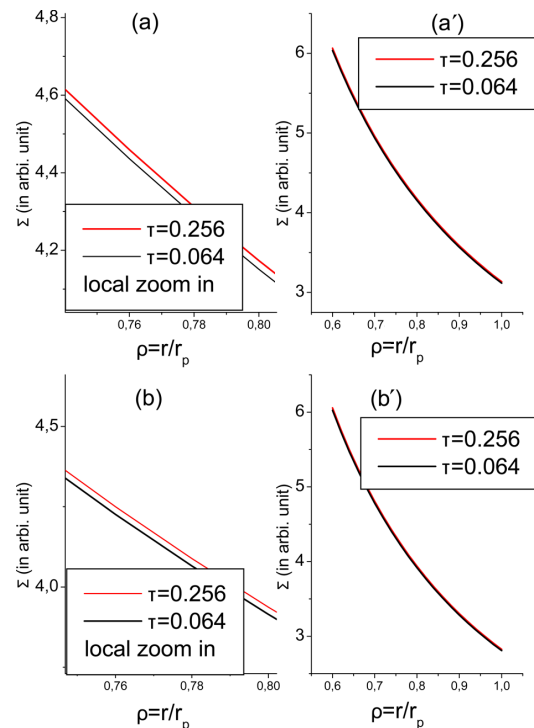 (a)
4,8
4,6
4,4
4,2
Σ (in arbi. unit)
τ=0.256
τ=0.064
local zoom in
0,76 0,78 0,80
ρ=r/rp
(a′)
6
5
4
3
Σ (in arbi. unit)
τ=0.256
τ=0.064
0,6 0,7 0,8 0,9 1,0
ρ=r/rp
(b)
4,5
4,0
Σ (in arbi. unit)
τ=0.256
τ=0.064
local zoom in
0,76 0,78 0,80
ρ=r/rp
(b′)
6
5
4
3
Σ (in arbi. unit)
τ=0.256
τ=0.064
0,6 0,7 0,8 0,9 1,0
ρ=r/rp